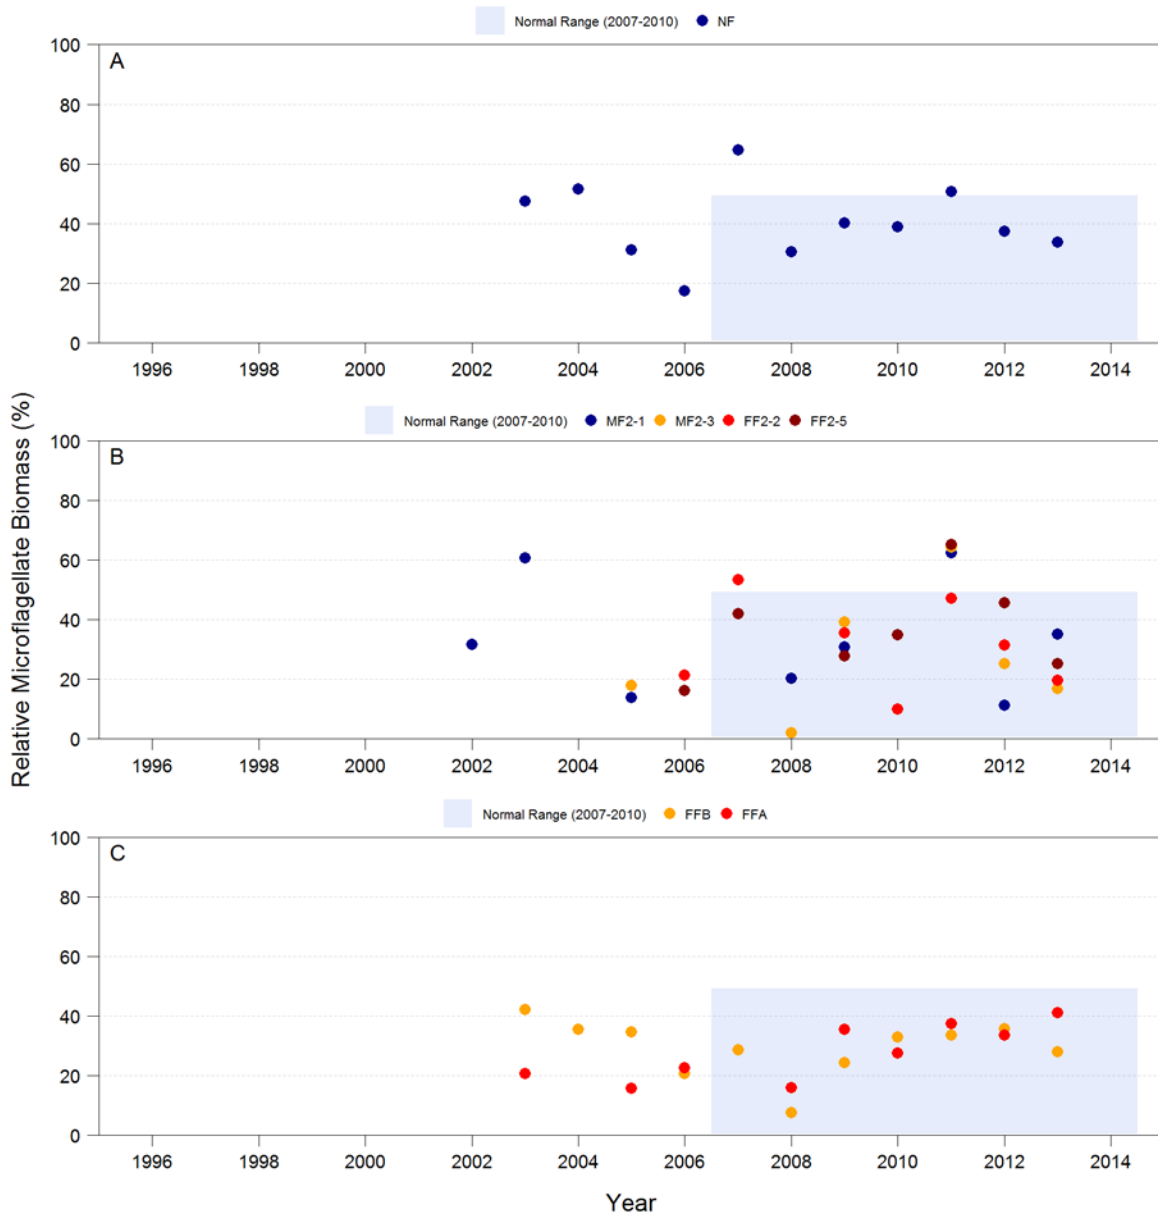 Normal Range (2007-2010) NF
A
100
80
60
40
20
0
1996 1998 2000 2002 2004 2006 2008 2010 2012 2014
Relative Microflagellate Biomass (%)
Normal Range (2007-2010) MF2-1 MF2-3 FF2-2 FF2-5
B
100
80
60
40
20
0
1996 1998 2000 2002 2004 2006 2008 2010 2012 2014
Normal Range (2007-2010) FFB FFA
C
100
80
60
40
20
0
1996 1998 2000 2002 2004 2006 2008 2010 2012 2014
Year